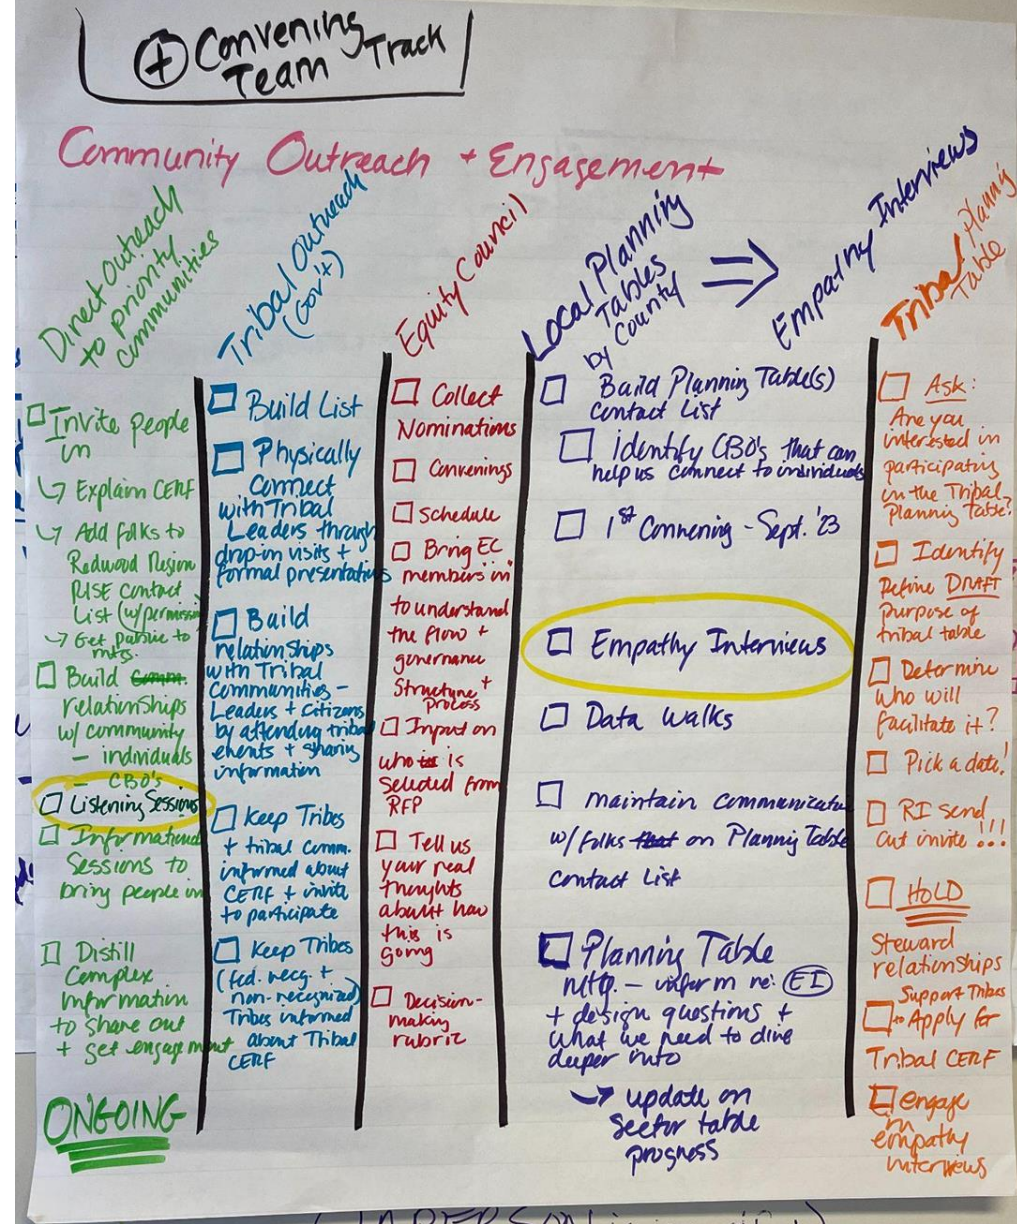 + Convening
Team Track
Community Outreach + Engagement
Direct Outreach
to priority
communities
Invite people
in
↳ Explain CERF
↳ Add folks to
Redwood Region
RISE contact
List (w/permission)
→ Get public to
mtgs.
Build Comm.
relationships
w/ community
- individuals
- CBO's
Listening Sessions
Informational
Sessions to
bring people in
Distill
Complex
information
to share out
+ get engagement
ONGOING
Tribal Outreach
(Gov't)
Build List
Physically
Connect
with Tribal
Leaders through
drop-in visits +
formal presentations
Build
relationships
with Tribal
Communities -
Leaders + Citizens
by attending tribal
events + sharing
information
Keep Tribes
+ tribal comm.
informed about
CERF + invite
to participate
Keep Tribes
(fed. recg. +
non-recognized)
Tribes informed
about Tribal
CERF
Equity Council
Collect
Nominations
Convenings
Schedule
Bring EC
members "in"
to understand
the flow +
governance
Structure +
process
Input on
who is
selected from
RFP
Tell us
your real
thoughts
about how
this is
going
Decision-
making
rubric
Local Planning
Tables
by County
⇒
Build Planning Table(s)
Contact List
identify CBO's that can
help us connect to individuals
1st Convening - Sept. '23
Empathy Interviews
Data walks
maintain communication
w/ folks that on Planning Table
Contact List
Planning Table
mtg. - inform re: EI
+ design questions +
what we need to dive
deeper into
→ update on
Sector table
progress
Empathy Interviews
Tribal Planning
Table
Ask:
Are you
interested in
participating
in the Tribal
Planning Table?
Identify
Define DRAFT
purpose of
tribal table
Determine
who will
facilitate it?
Pick a date!
RI send
out invite!!!
HOLD
Steward
relationships
Support Tribes
to Apply for
Tribal CERF
engage
in
empathy
interviews